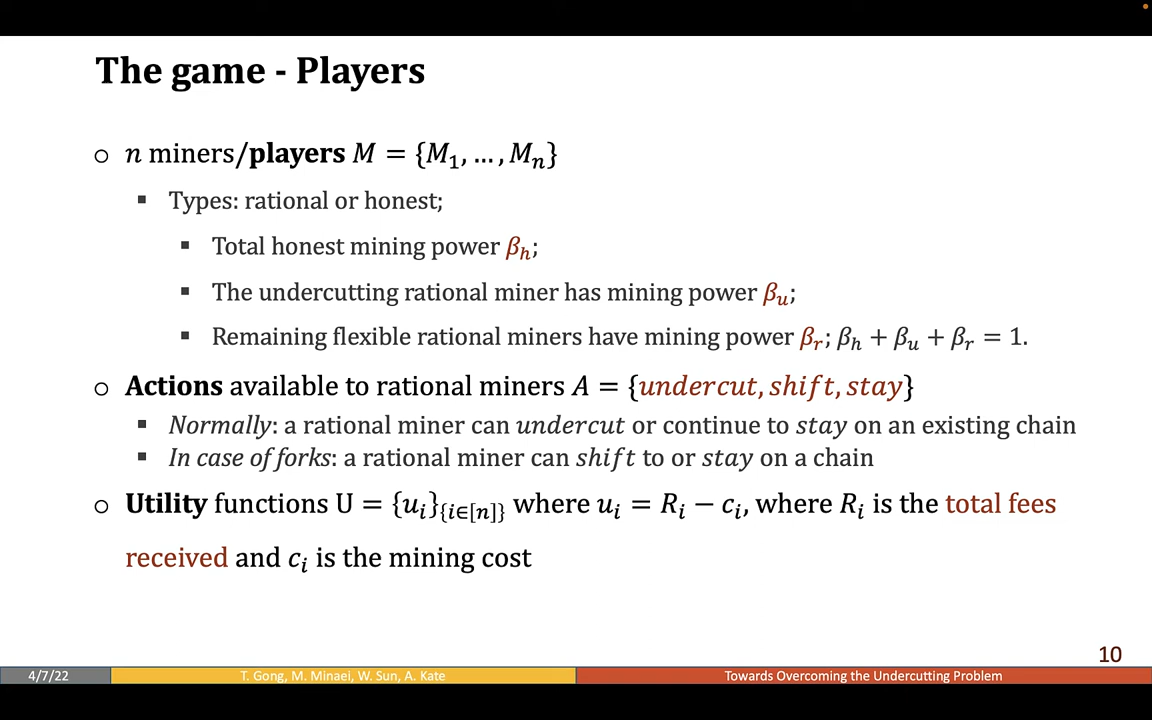 The game - Players
○ n miners/players M = {M₁, … , Mₙ}
▪ Types: rational or honest;
▪ Total honest mining power βₕ;
▪ The undercutting rational miner has mining power βᵤ;
▪ Remaining flexible rational miners have mining power βᵣ; βₕ + βᵤ + βᵣ = 1.
○ Actions available to rational miners A = {undercut, shift, stay}
▪ Normally: a rational miner can undercut or continue to stay on an existing chain
▪ In case of forks: a rational miner can shift to or stay on a chain
○ Utility functions U = {uᵢ}_{i∈[n]} where uᵢ = Rᵢ − cᵢ, where Rᵢ is the total fees
received and cᵢ is the mining cost
10
4/7/22 T. Gong, M. Minaei, W. Sun, A. Kate Towards Overcoming the Undercutting Problem